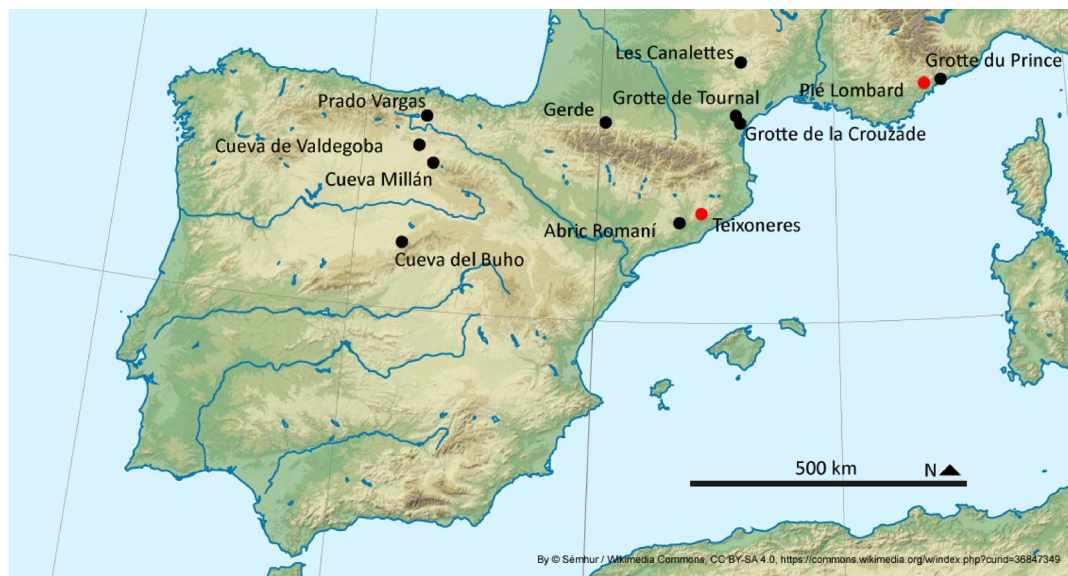 Les Canalettes
Grotte du Prince
Pié Lombard
Prado Vargas
Gerde
Grotte de Tournal
Grotte de la Crouzade
Cueva de Valdegoba
Cueva Millán
Abric Romaní
Teixoneres
Cueva del Buho
500 km
N
By © Sémhur / Wikimedia Commons, CC BY-SA 4.0, https://commons.wikimedia.org/w/index.php?curid=36847349